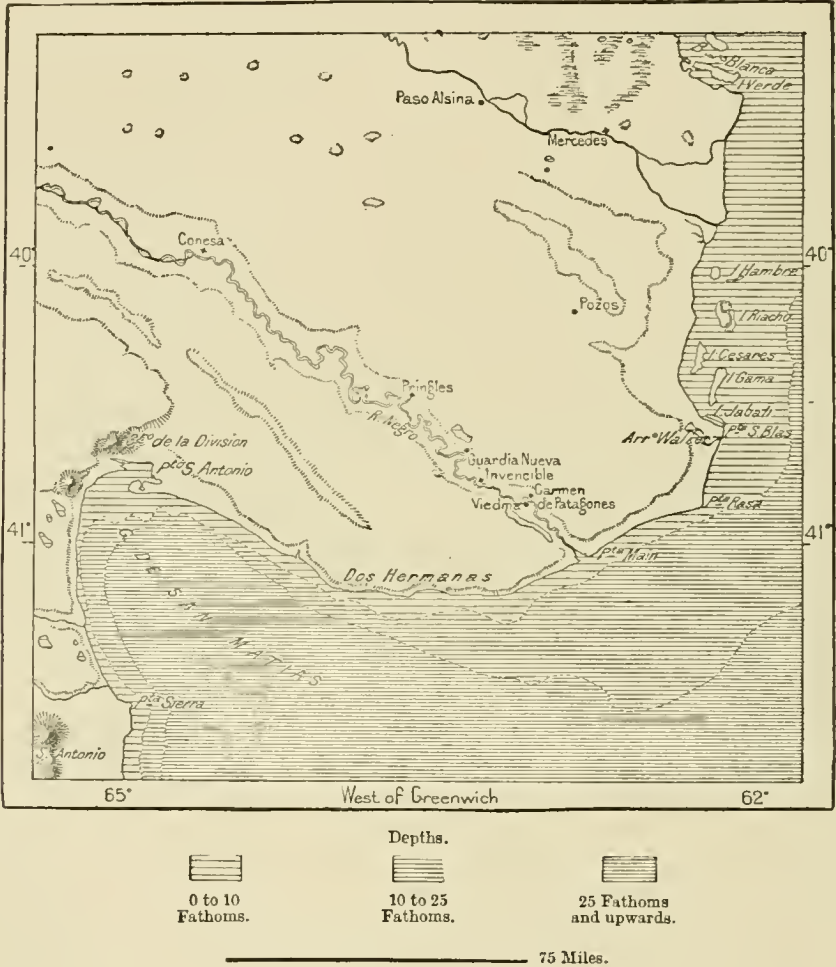 Blanca
I Verde
Paso Alsina
Mercedes
40°
Conesa
40°
I Hambre
Pozos
I Riacho
I Cesares
I Gama
Pringles
R. Negro
I. Jabali
Arr° Walker
Pta S. Blas
de la Division
Pto S. Antonio
Guardia Nueva
Invencible
Carmen
Viedma
de Patagones
Pta Rasa
41°
41°
Pta Main
Dos Hermanas
G. DE SAN MATIAS
Pta Sierra
S. Antonio
65°
West of Greenwich
62°
Depths.
0 to 10
Fathoms.
10 to 25
Fathoms.
25 Fathoms
and upwards.
75 Miles.